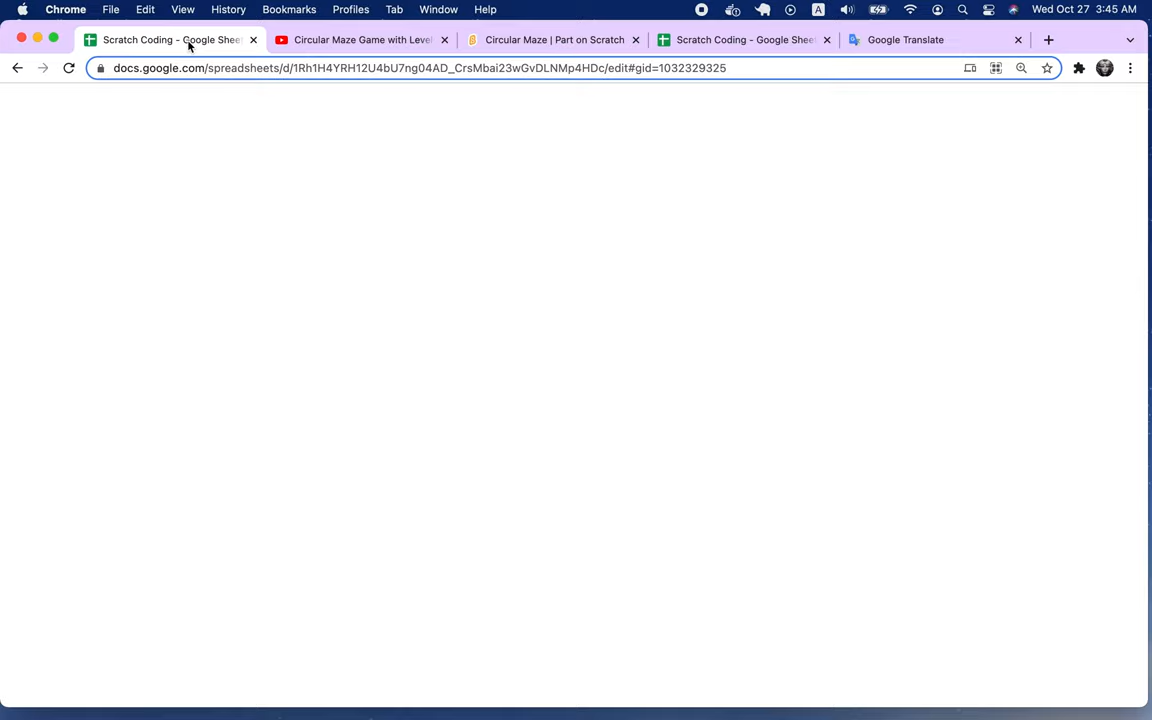 Chrome File Edit View History Bookmarks Profiles Tab Window Help A Wed Oct 27 3:45 AM
Scratch Coding - Google Shee Circular Maze Game with Level Circular Maze | Part on Scratch Scratch Coding - Google Shee Google Translate
docs.google.com/spreadsheets/d/1Rh1H4YRH12U4bU7ng04AD_CrsMbai23wGvDLNMp4HDc/edit#gid=1032329325